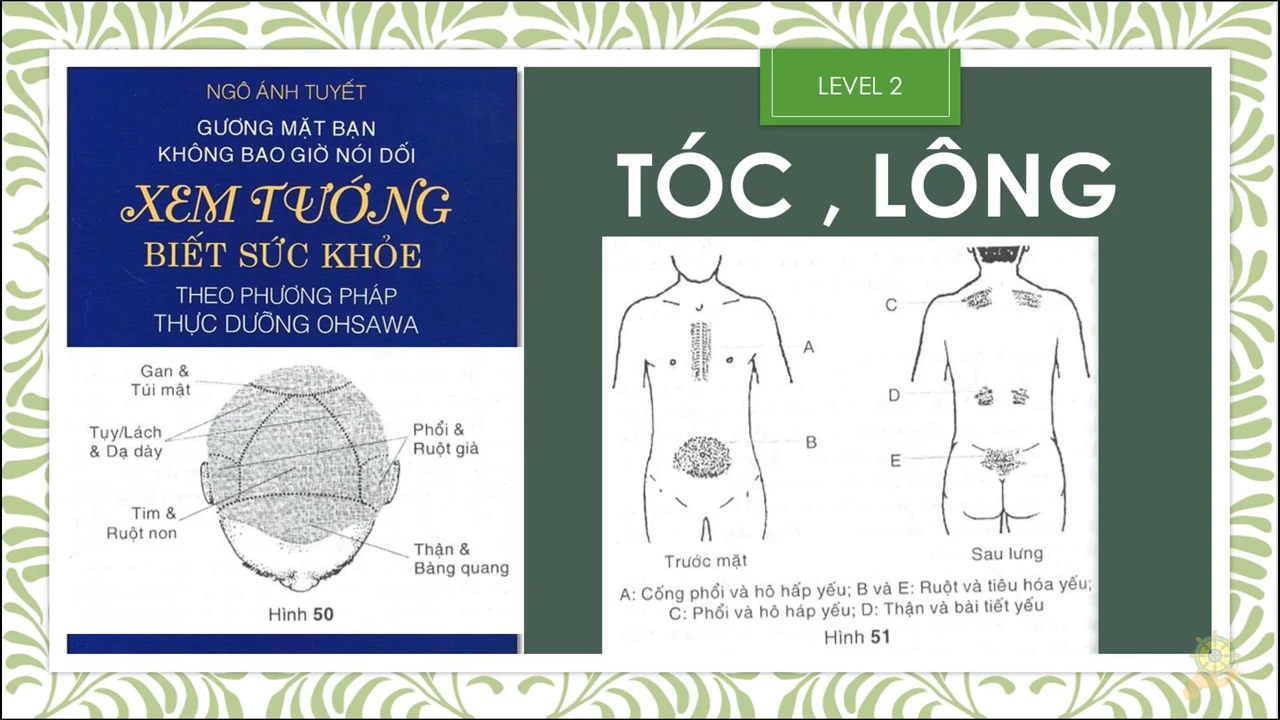 NGÔ ÁNH TUYẾT
GƯƠNG MẶT BẠN
KHÔNG BAO GIỜ NÓI DỐI
XEM TƯỚNG
BIẾT SỨC KHỎE
THEO PHƯƠNG PHÁP
THỰC DƯỠNG OHSAWA
Gan &
Túi mật
Tụy/Lách
& Dạ dày
Phổi &
Ruột già
Tim &
Ruột non
Thận &
Bàng quang
Hình 50
LEVEL 2
TÓC , LÔNG
A
B
C
D
E
Trước mặt
Sau lưng
A: Cống phổi và hô hấp yếu; B và E: Ruột và tiêu hóa yếu;
C: Phổi và hô háp yếu; D: Thận và bài tiết yếu
Hình 51